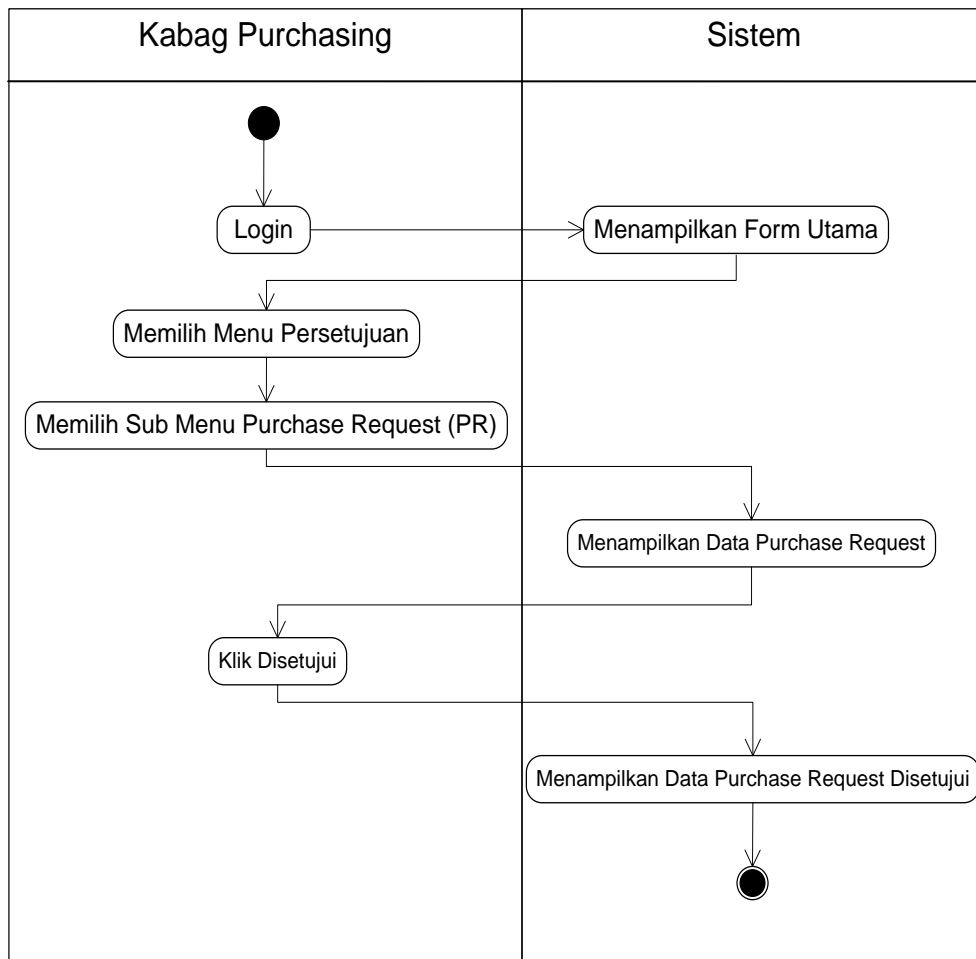 Kabag Purchasing
Sistem
Login
Menampilkan Form Utama
Memilih Menu Persetujuan
Memilih Sub Menu Purchase Request (PR)
Menampilkan Data Purchase Request
Klik Disetujui
Menampilkan Data Purchase Request Disetujui